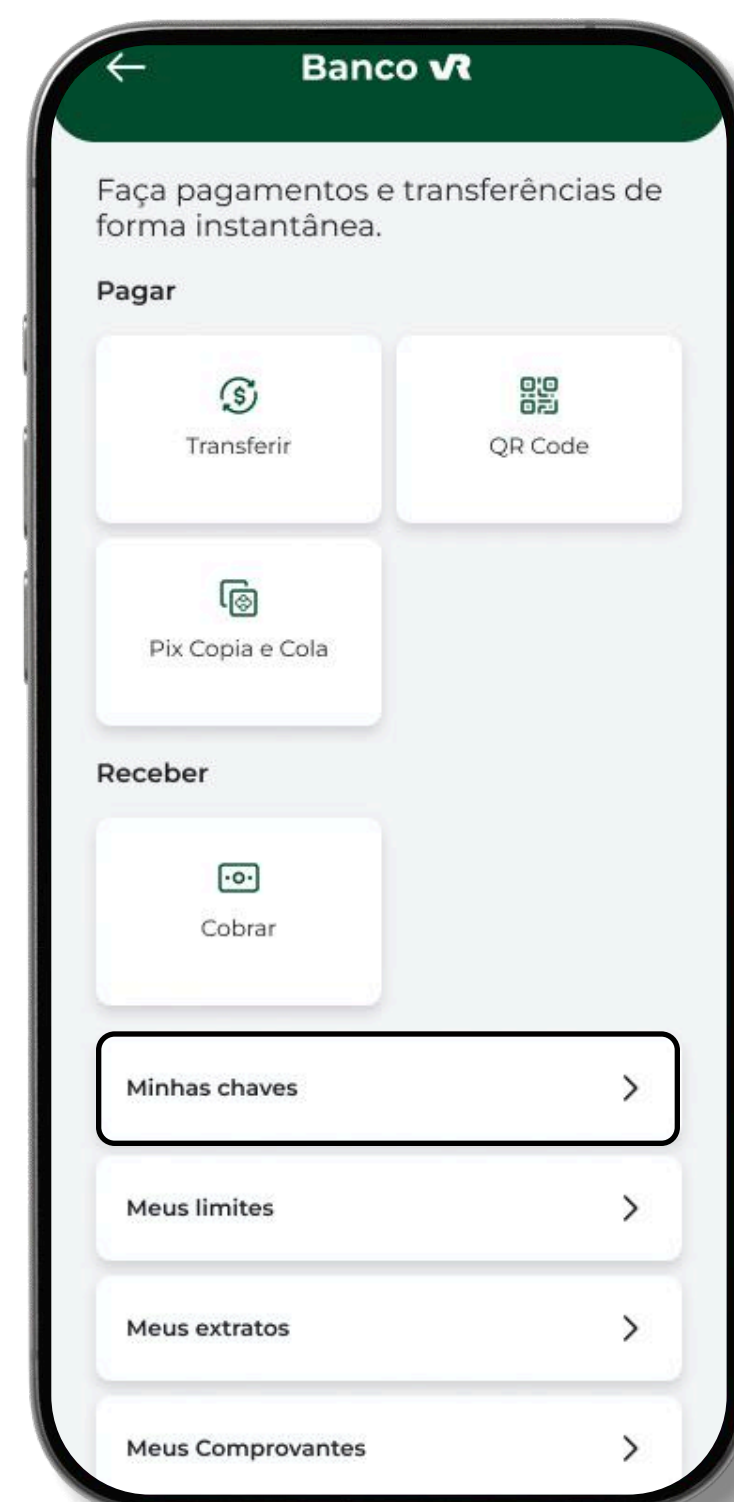 Banco VR
Faça pagamentos e transferências de
forma instantânea.
Pagar
Transferir
QR Code
Pix Copia e Cola
Receber
Cobrar
Minhas chaves
Meus limites
Meus extratos
Meus Comprovantes